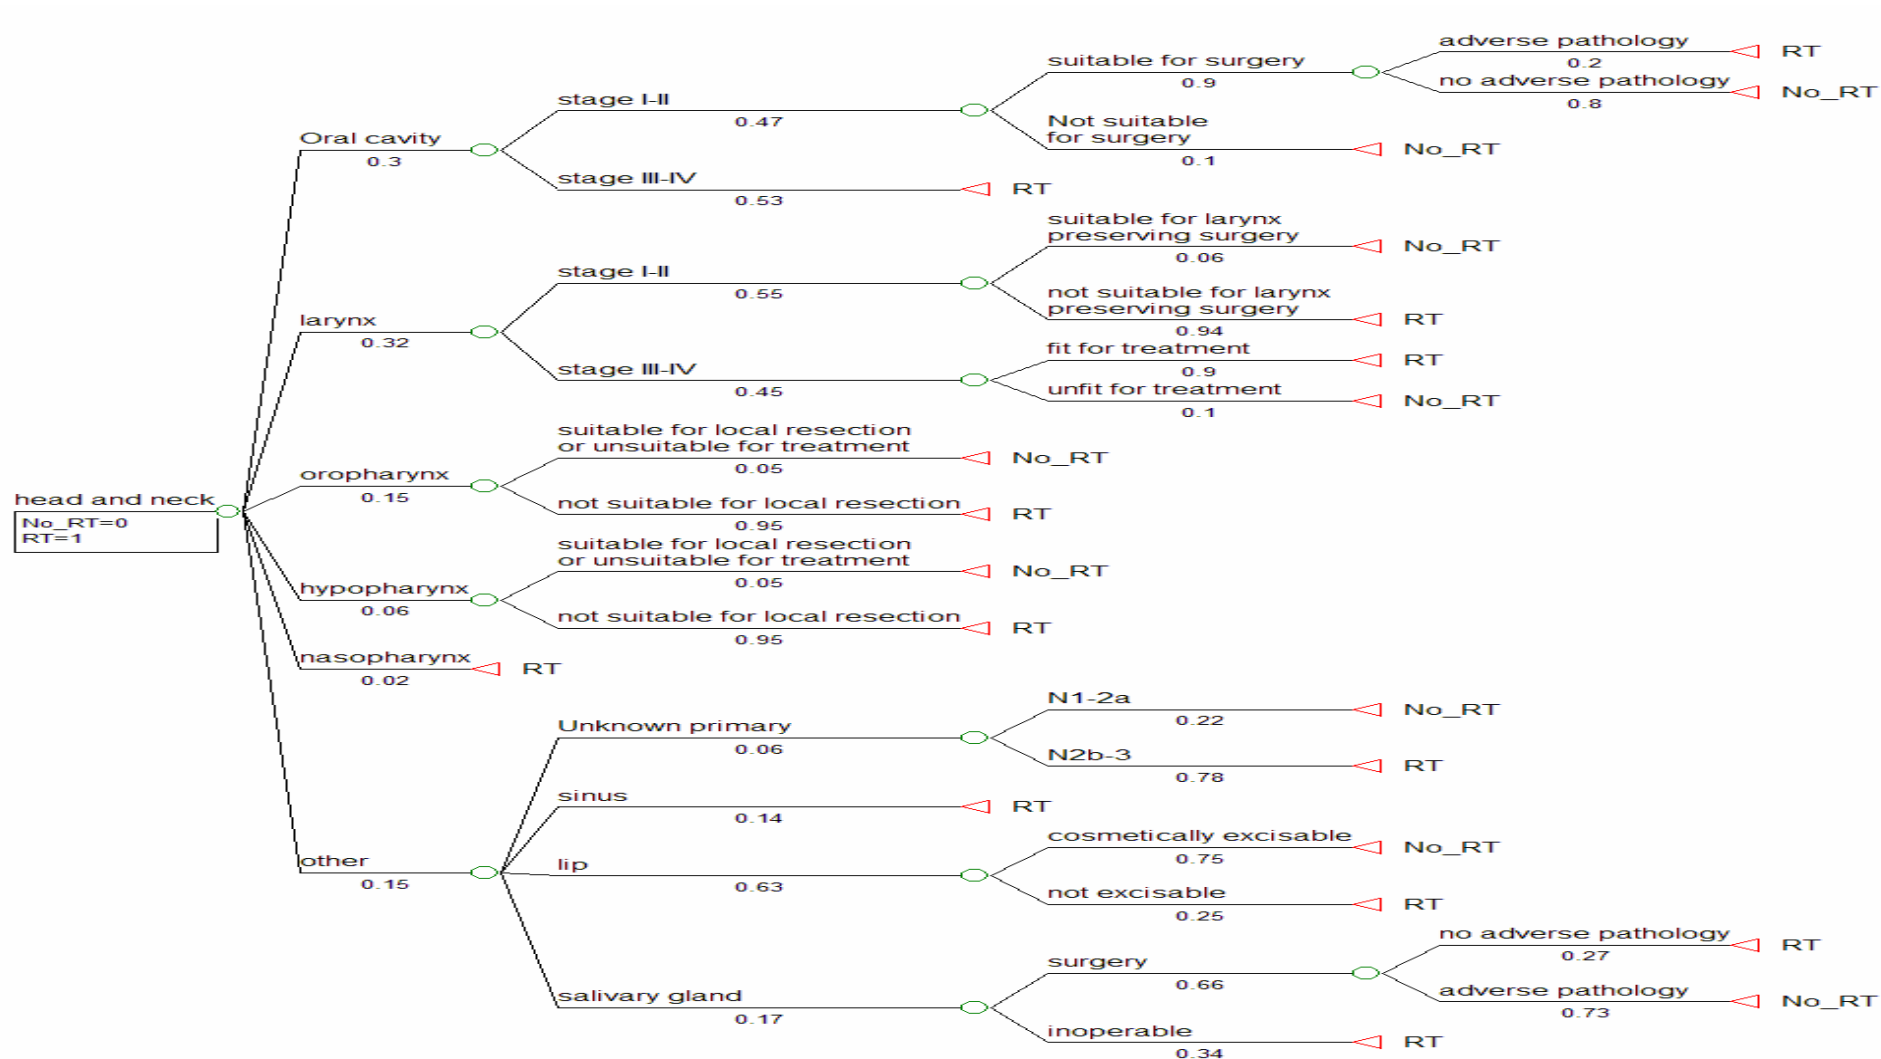 adverse pathology
RT
0.2
suitable for surgery
0.9
no adverse pathology
No_RT
0.8
stage I-II
0.47
Not suitable
for surgery
No_RT
0.1
Oral cavity
0.3
stage III-IV
RT
0.53
suitable for larynx
preserving surgery
No_RT
0.06
stage I-II
0.55
not suitable for larynx
preserving surgery
RT
0.94
larynx
0.32
fit for treatment
RT
0.9
stage III-IV
0.45
unfit for treatment
No_RT
0.1
suitable for local resection
or unsuitable for treatment
No_RT
0.05
oropharynx
0.15
not suitable for local resection
RT
0.95
head and neck
No_RT=0
RT=1
suitable for local resection
or unsuitable for treatment
No_RT
0.05
hypopharynx
0.06
not suitable for local resection
RT
0.95
nasopharynx
RT
0.02
N1-2a
No_RT
0.22
Unknown primary
0.06
N2b-3
RT
0.78
sinus
RT
0.14
cosmetically excisable
No_RT
0.75
other
0.15
lip
0.63
not excisable
RT
0.25
no adverse pathology
RT
0.27
surgery
0.66
adverse pathology
No_RT
0.73
salivary gland
0.17
inoperable
RT
0.34